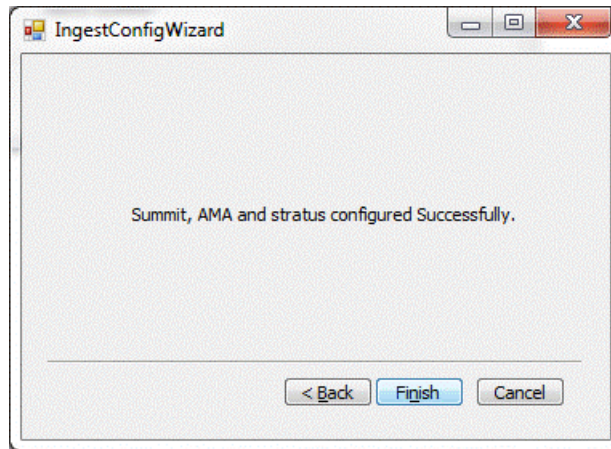 IngestConfigWizard
Summit, AMA and stratus configured Successfully.
< Back Finish Cancel